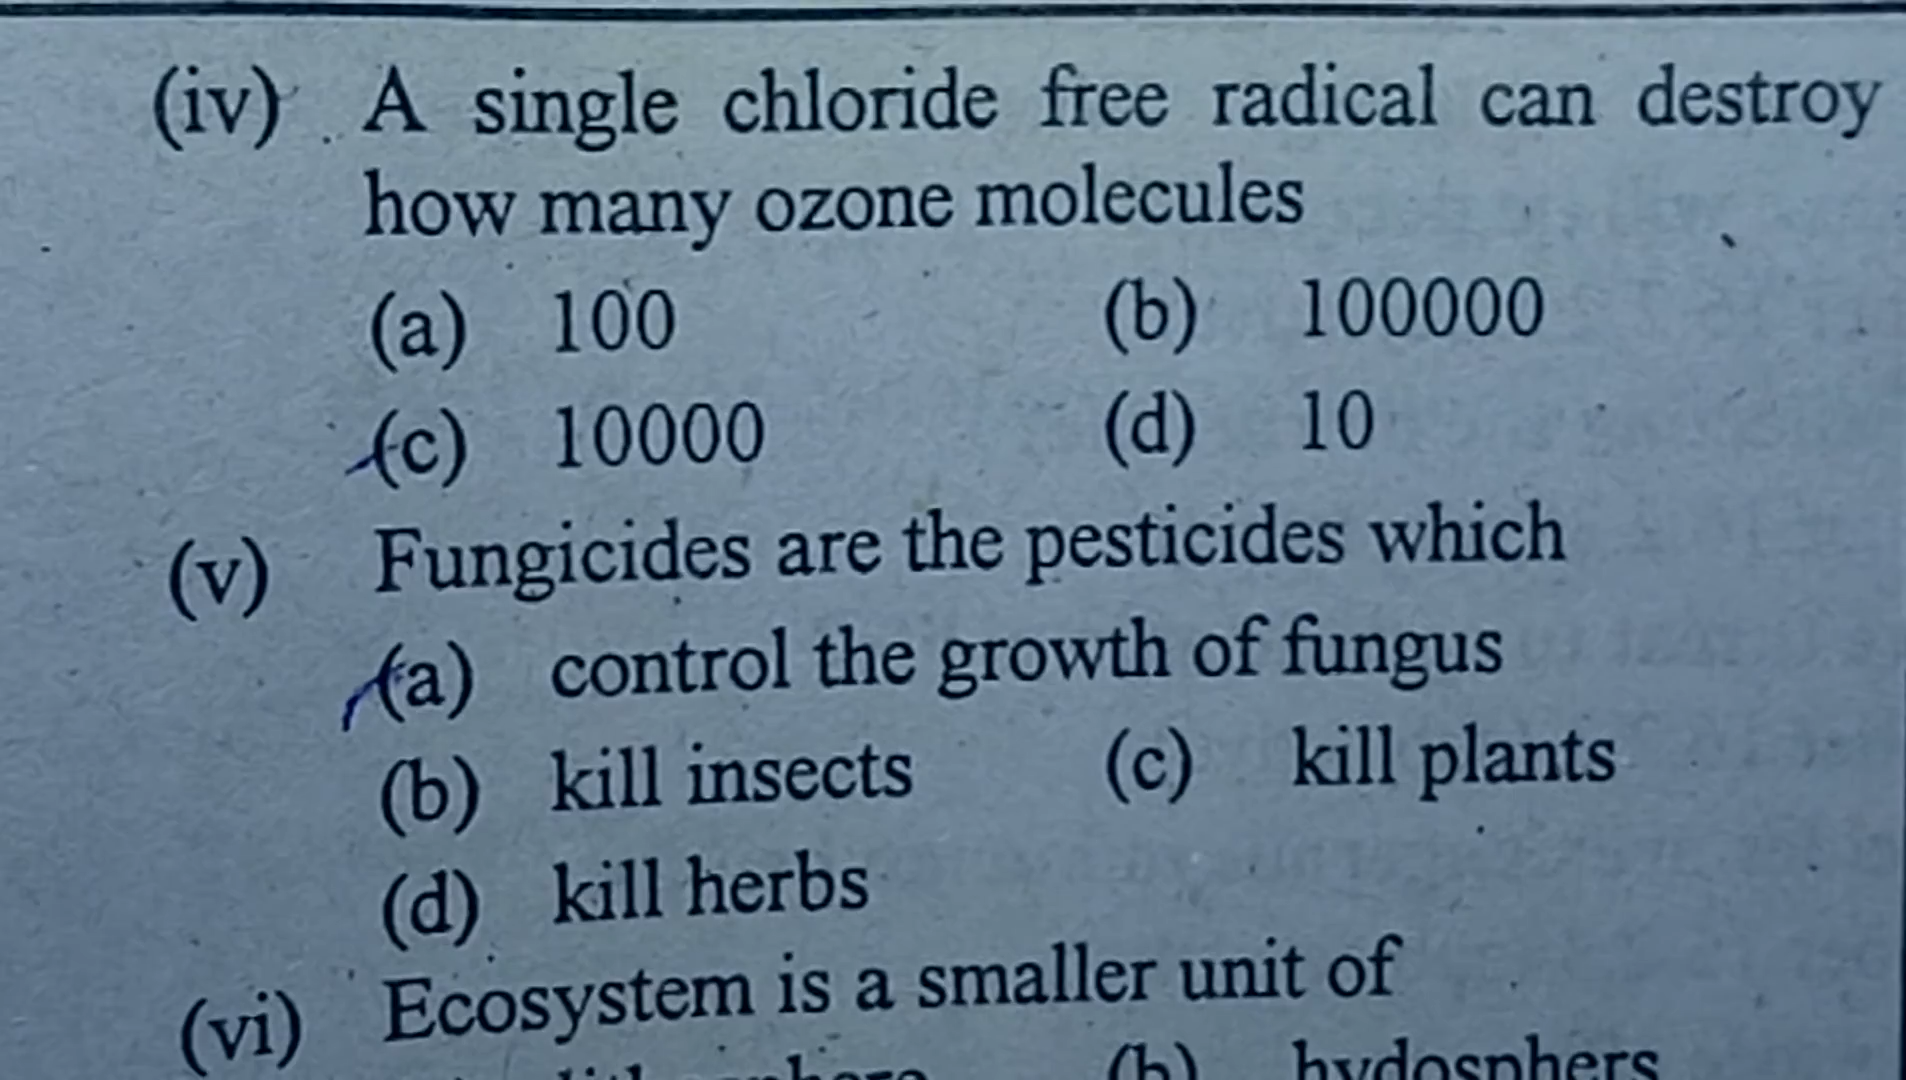 (iv) A single chloride free radical can destroy
how many ozone molecules
(a) 100 (b) 100000
(c) 10000 (d) 10
(v) Fungicides are the pesticides which
(a) control the growth of fungus
(b) kill insects (c) kill plants
(d) kill herbs
(vi) Ecosystem is a smaller unit of
(b) hydosphers